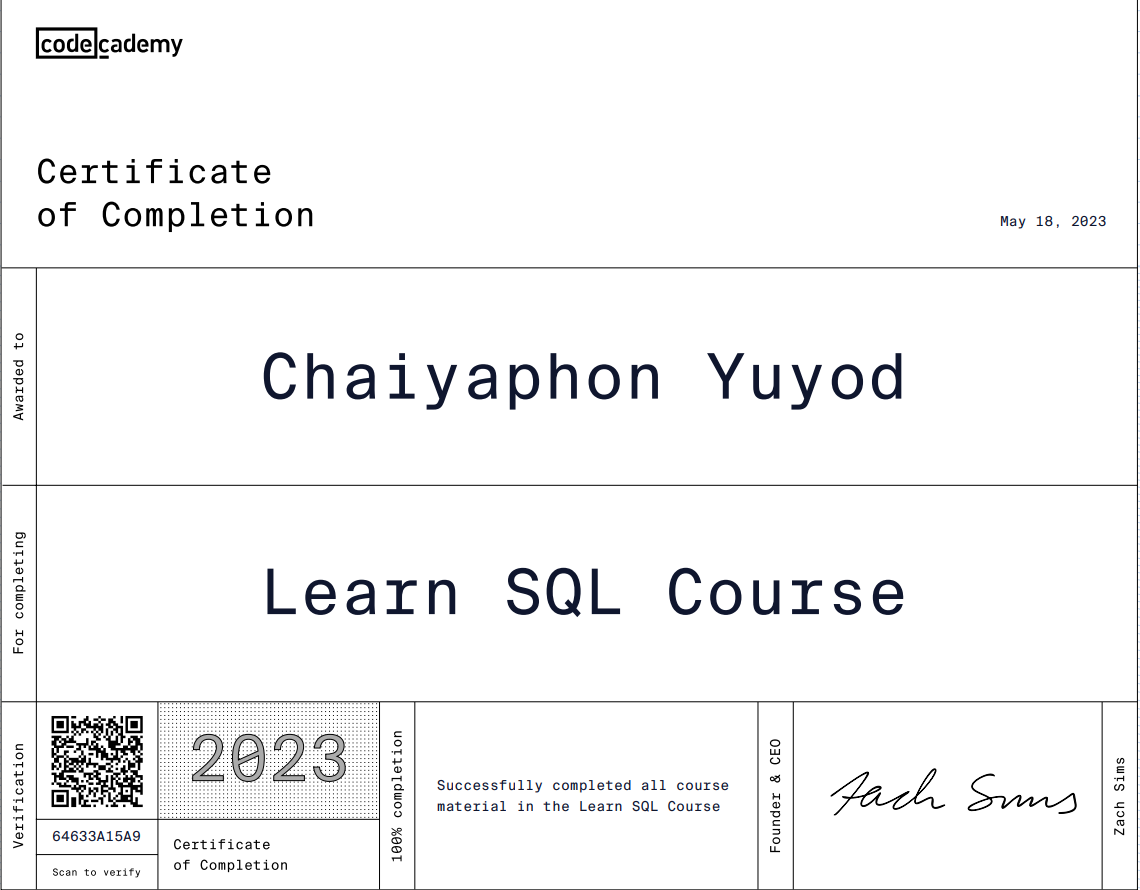 codecademy
Certificate
of Completion
May 18, 2023
Awarded to
Chaiyaphon Yuyod
For completing
Learn SQL Course
Verification
64633A15A9
Scan to verify
2023
Certificate
of Completion
100% completion
Successfully completed all course
material in the Learn SQL Course
Founder & CEO
Zach Sims
Zach Sims